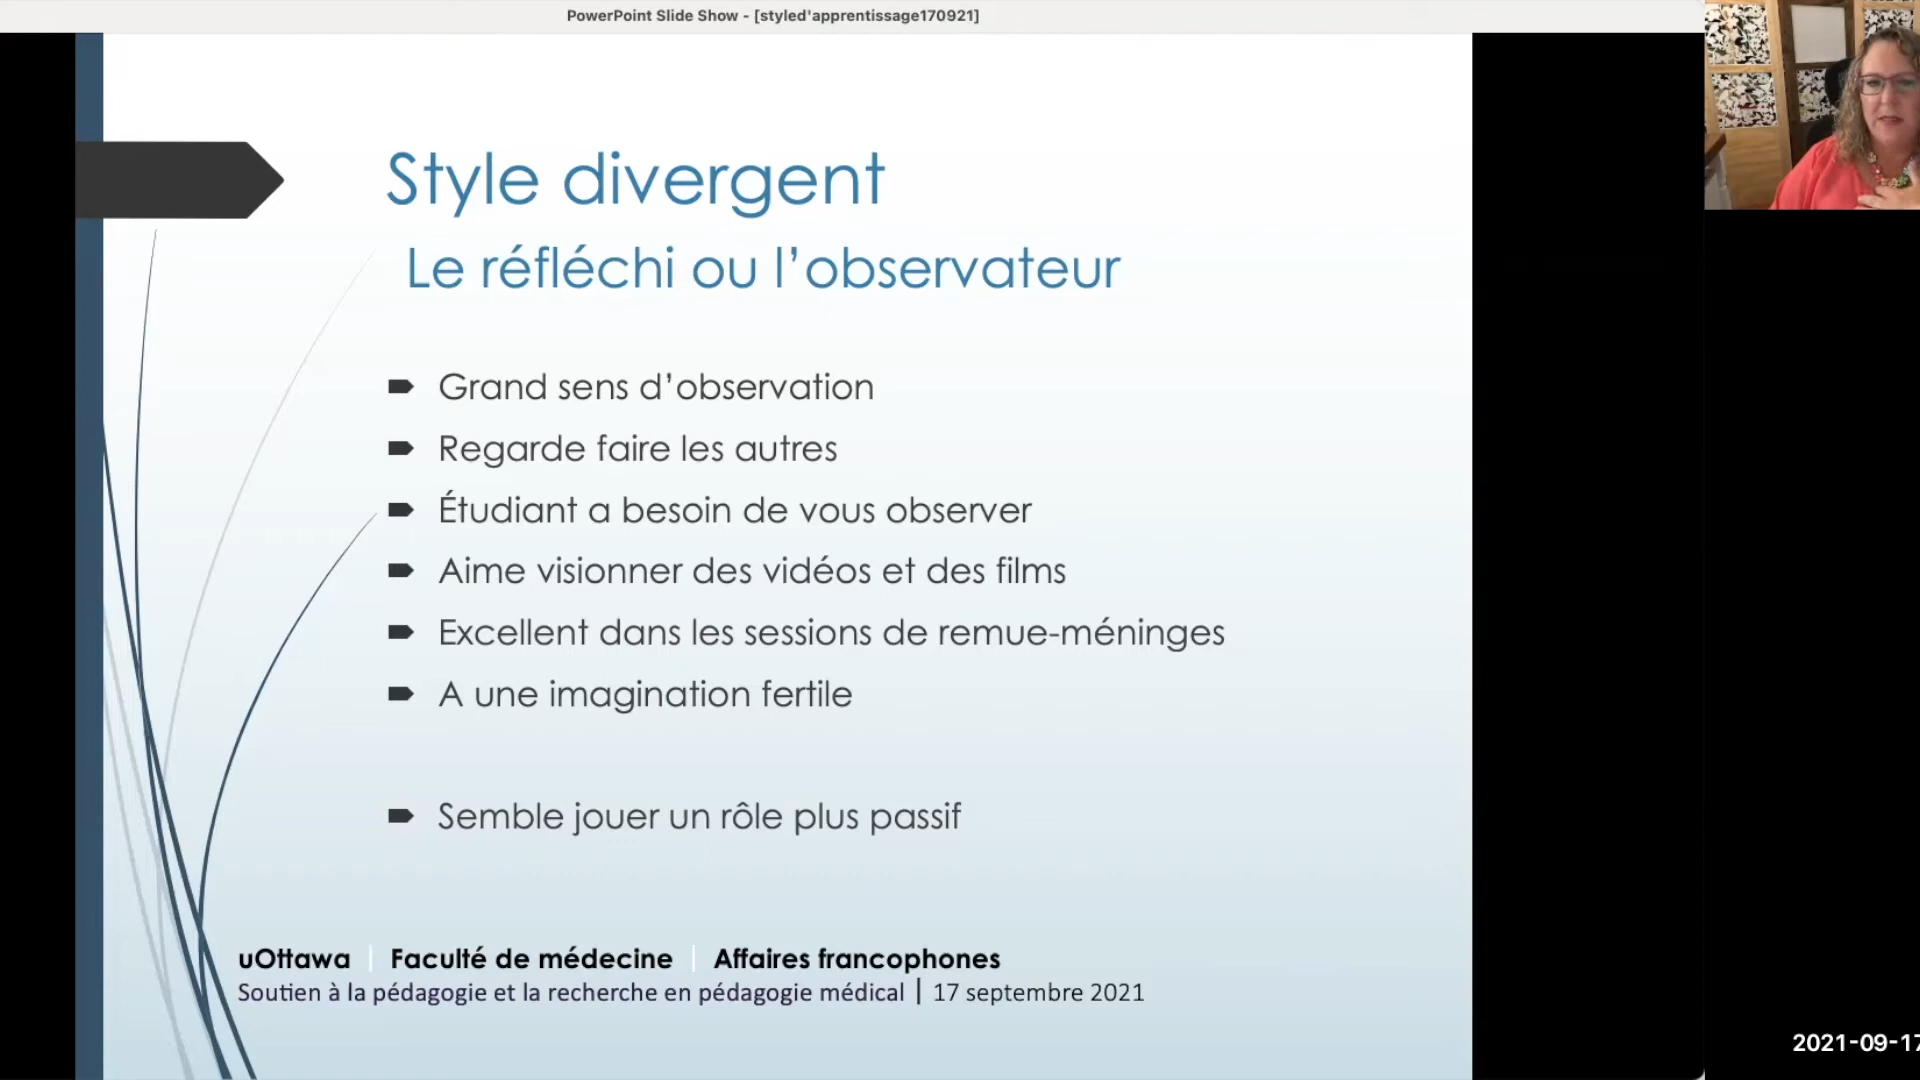 PowerPoint Slide Show - [styled'apprentissage170921]
Style divergent
Le réfléchi ou l’observateur
Grand sens d’observation
Regarde faire les autres
Étudiant a besoin de vous observer
Aime visionner des vidéos et des films
Excellent dans les sessions de remue-méninges
A une imagination fertile
Semble jouer un rôle plus passif
uOttawa | Faculté de médecine | Affaires francophones
Soutien à la pédagogie et la recherche en pédagogie médical | 17 septembre 2021
2021-09-17